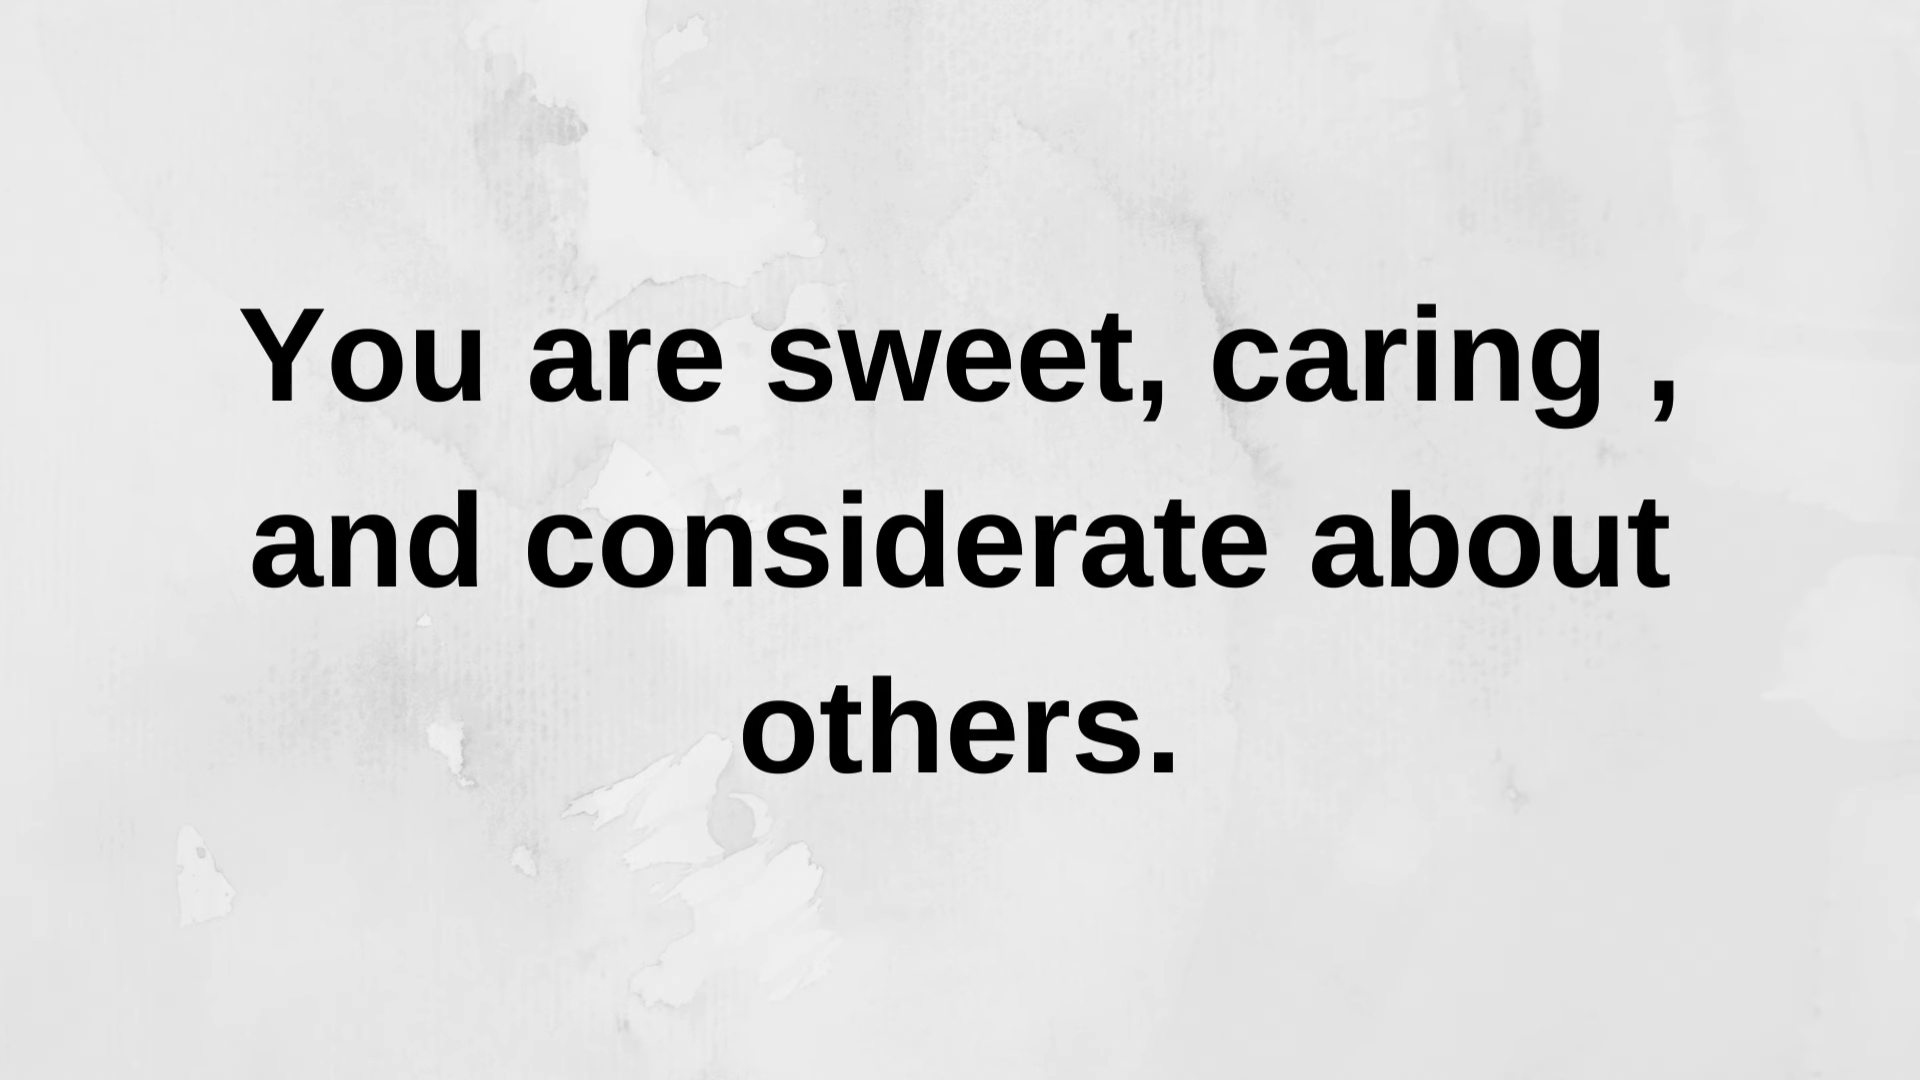 You are sweet, caring ,
and considerate about
others.